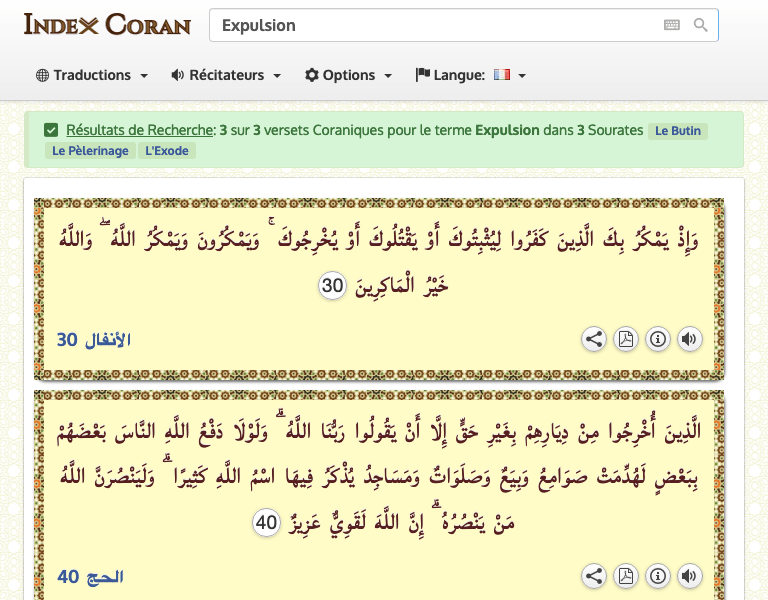 INDEX CORAN
Expulsion
Traductions
Récitateurs
Options
Langue:
Résultats de Recherche: 3 sur 3 versets Coraniques pour le terme Expulsion dans 3 Sourates Le Butin
Le Pèlerinage L'Exode
وَإِذْ يَمْكُرُ بِكَ الَّذِينَ كَفَرُوا لِيُثْبِتُوكَ أَوْ يَقْتُلُوكَ أَوْ يُخْرِجُوكَ ۚ وَيَمْكُرُونَ وَيَمْكُرُ اللَّهُ ۖ وَاللَّهُ
خَيْرُ الْمَاكِرِينَ 30
الأنفال 30
الَّذِينَ أُخْرِجُوا مِنْ دِيَارِهِمْ بِغَيْرِ حَقٍّ إِلَّا أَنْ يَقُولُوا رَبُّنَا اللَّهُ ۗ وَلَوْلَا دَفْعُ اللَّهِ النَّاسَ بَعْضَهُمْ
بِبَعْضٍ لَهُدِّمَتْ صَوَامِعُ وَبِيَعٌ وَصَلَوَاتٌ وَمَسَاجِدُ يُذْكَرُ فِيهَا اسْمُ اللَّهِ كَثِيرًا ۗ وَلَيَنْصُرَنَّ اللَّهُ
مَنْ يَنْصُرُهُ ۗ إِنَّ اللَّهَ لَقَوِيٌّ عَزِيزٌ 40
الحج 40